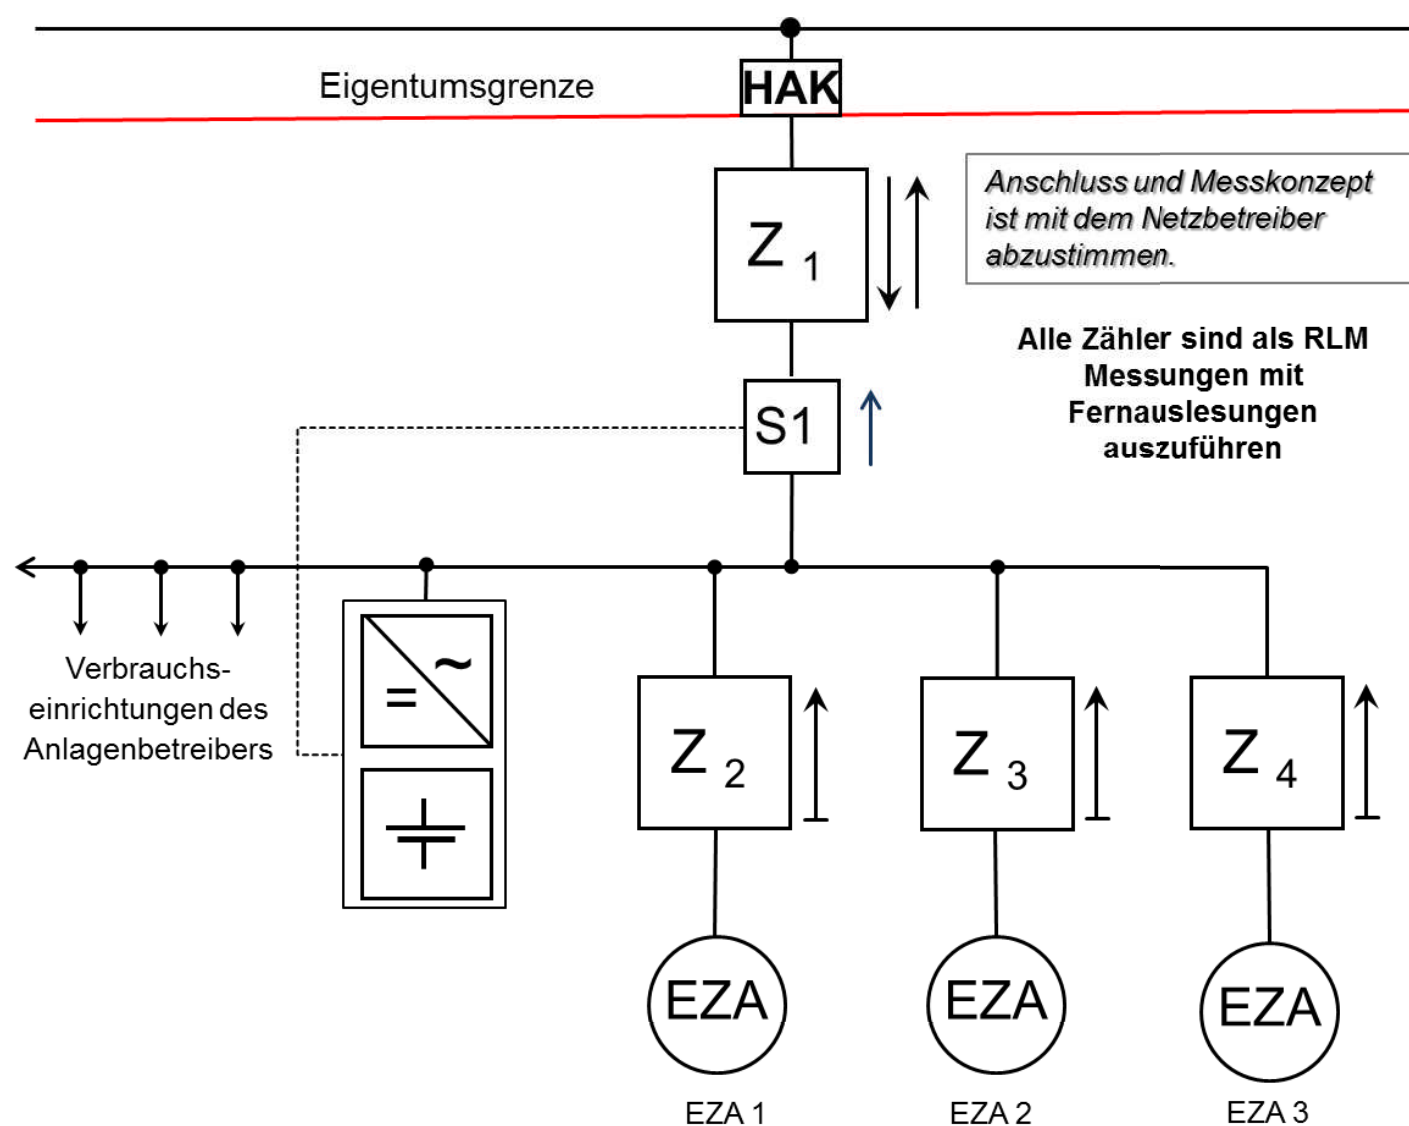 Eigentumsgrenze
HAK
Z 1
Anschluss und Messkonzept
ist mit dem Netzbetreiber
abzustimmen.
Alle Zähler sind als RLM
Messungen mit
Fernauslesungen
auszuführen
S1
Verbrauchs-
einrichtungen des
Anlagenbetreibers
~
=
Z 2
Z 3
Z 4
EZA
EZA
EZA
EZA 1
EZA 2
EZA 3